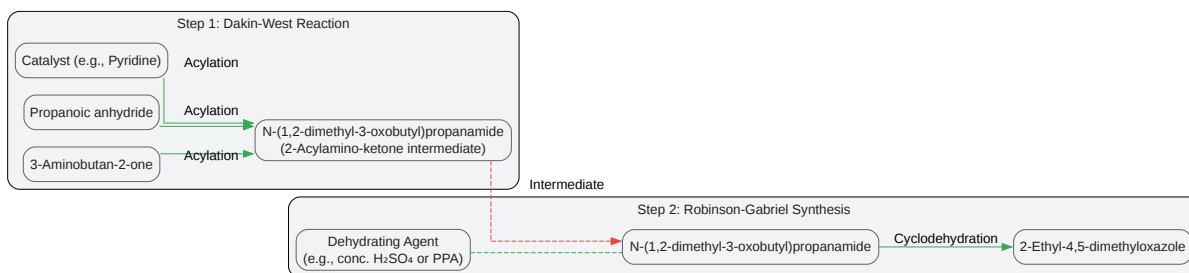 Step 1: Dakin-West Reaction
Catalyst (e.g., Pyridine)
Acylation
Propanoic anhydride
Acylation
3-Aminobutan-2-one
Acylation
N-(1,2-dimethyl-3-oxobutyl)propanamide
(2-Acylamino-ketone intermediate)
Intermediate
Step 2: Robinson-Gabriel Synthesis
Dehydrating Agent
(e.g., conc. H₂SO₄ or PPA)
N-(1,2-dimethyl-3-oxobutyl)propanamide
Cyclodehydration
2-Ethyl-4,5-dimethyloxazole